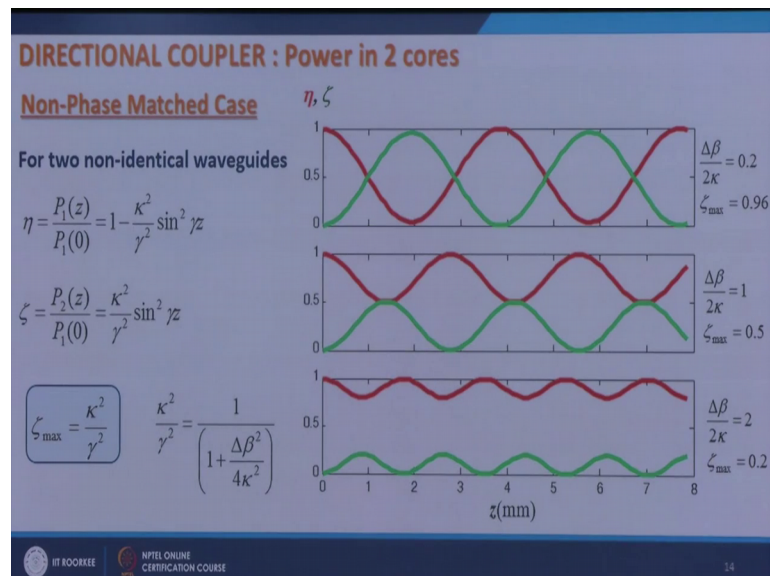 DIRECTIONAL COUPLER : Power in 2 cores
Non-Phase Matched Case
For two non-identical waveguides
η = P₁(z)/P₁(0) = 1 − κ²/γ² sin² γz
ζ = P₂(z)/P₁(0) = κ²/γ² sin² γz
ζmax = κ²/γ²
κ²/γ² = 1/(1 + Δβ²/4κ²)
η, ζ
1
0.5
0
Δβ/2κ = 0.2
ζmax = 0.96
1
0.5
0
Δβ/2κ = 1
ζmax = 0.5
1
0.5
0
Δβ/2κ = 2
ζmax = 0.2
0 1 2 3 4 5 6 7 8
z(mm)
IIT ROORKEE
NPTEL ONLINE
CERTIFICATION COURSE
14